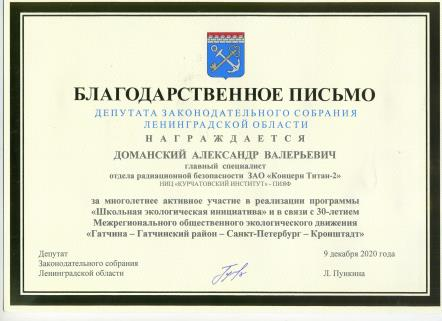 БЛАГОДАРСТВЕННОЕ ПИСЬМО
ДЕПУТАТА ЗАКОНОДАТЕЛЬНОГО СОБРАНИЯ
ЛЕНИНГРАДСКОЙ ОБЛАСТИ
НАГРАЖДАЕТСЯ
ДОМАНСКИЙ АЛЕКСАНДР ВАЛЕРЬЕВИЧ
главный специалист
отдела радиационной безопасности ЗАО «Концерн Титан-2»
НИЦ «КУРЧАТОВСКИЙ ИНСТИТУТ» - ПИЯФ
за многолетнее активное участие в реализации программы
«Школьная экологическая инициатива» и в связи с 30-летием
Межрегионального общественного экологического движения
«Гатчина – Гатчинский район – Санкт-Петербург – Кронштадт»
Депутат
Законодательного собрания
Ленинградской области
9 декабря 2020 года
Л. Пункина